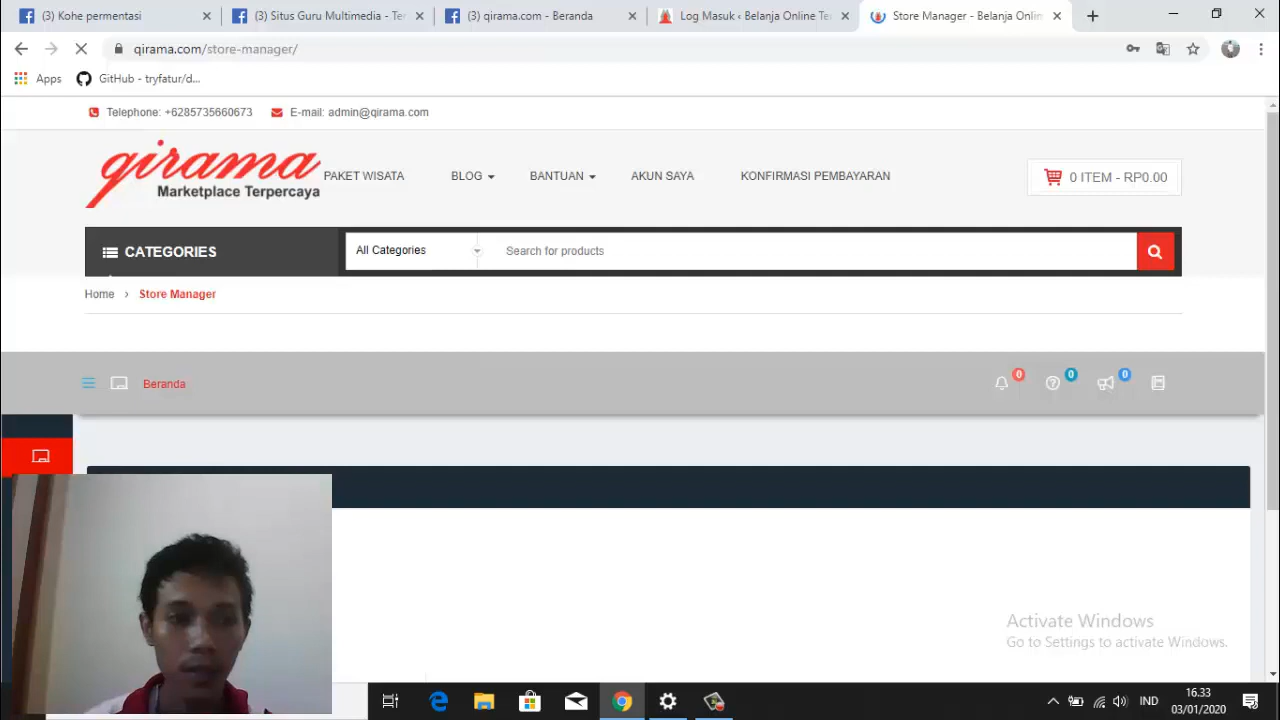 (3) Kohe permentasi
(3) Situs Guru Multimedia - Te
(3) qirama.com - Beranda
Log Masuk ‹ Belanja Online Te
Store Manager - Belanja Onlin
qirama.com/store-manager/
Apps
GitHub - tryfatur/d...
Telephone: +6285735660673
E-mail: admin@qirama.com
qirama
Marketplace Terpercaya
PAKET WISATA
BLOG
BANTUAN
AKUN SAYA
KONFIRMASI PEMBAYARAN
0 ITEM - RP0.00
CATEGORIES
All Categories
Search for products
Home › Store Manager
Beranda
0
0
0
Activate Windows
Go to Settings to activate Windows.
IND
16.33
03/01/2020